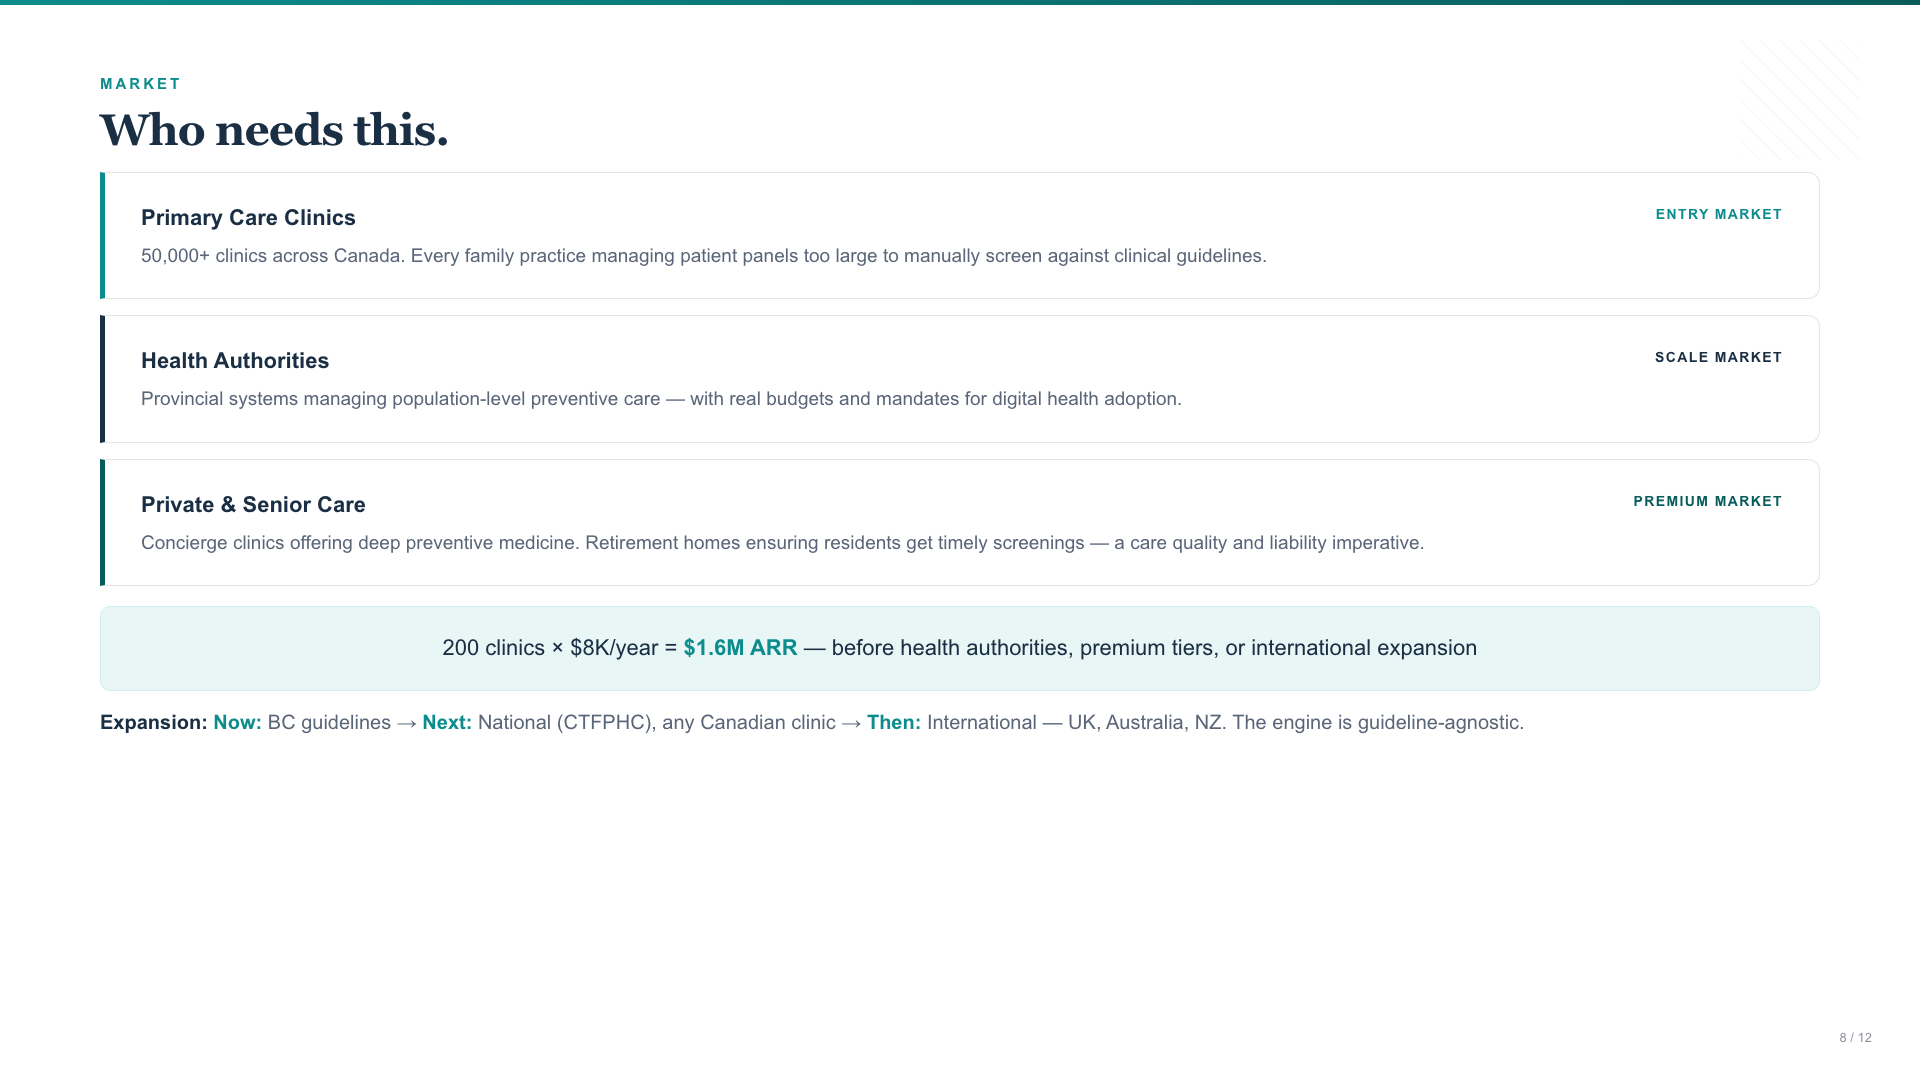 MARKET
Who needs this.
Primary Care Clinics
ENTRY MARKET
50,000+ clinics across Canada. Every family practice managing patient panels too large to manually screen against clinical guidelines.
Health Authorities
SCALE MARKET
Provincial systems managing population-level preventive care — with real budgets and mandates for digital health adoption.
Private & Senior Care
PREMIUM MARKET
Concierge clinics offering deep preventive medicine. Retirement homes ensuring residents get timely screenings — a care quality and liability imperative.
200 clinics × $8K/year = $1.6M ARR — before health authorities, premium tiers, or international expansion
Expansion: Now: BC guidelines → Next: National (CTFPHC), any Canadian clinic → Then: International — UK, Australia, NZ. The engine is guideline-agnostic.
8 / 12